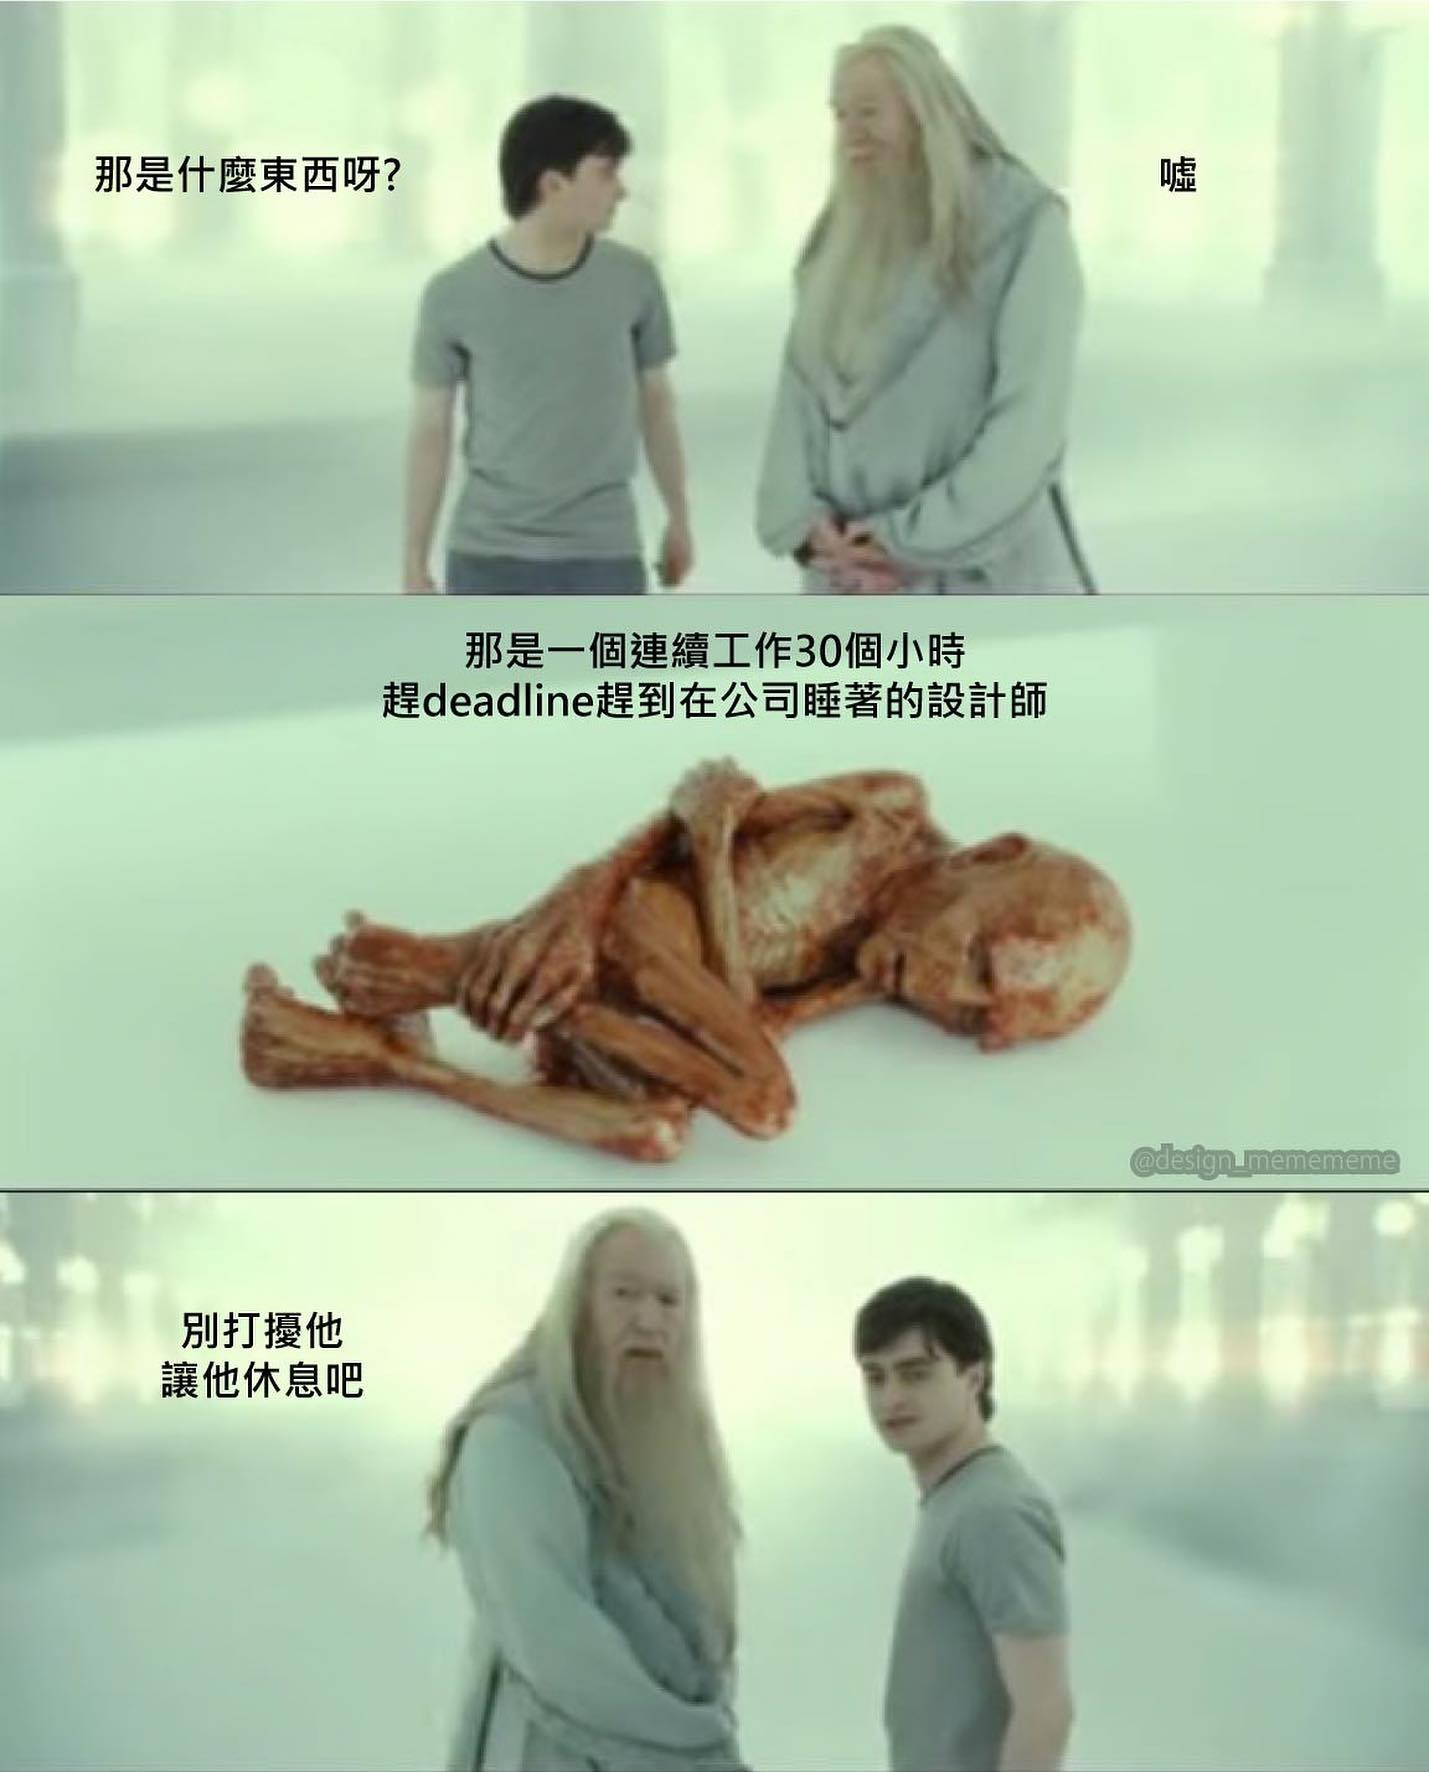 那是什麼東西呀?
噓
那是一個連續工作30個小時
趕deadline趕到在公司睡著的設計師
@design_memememe
別打擾他
讓他休息吧